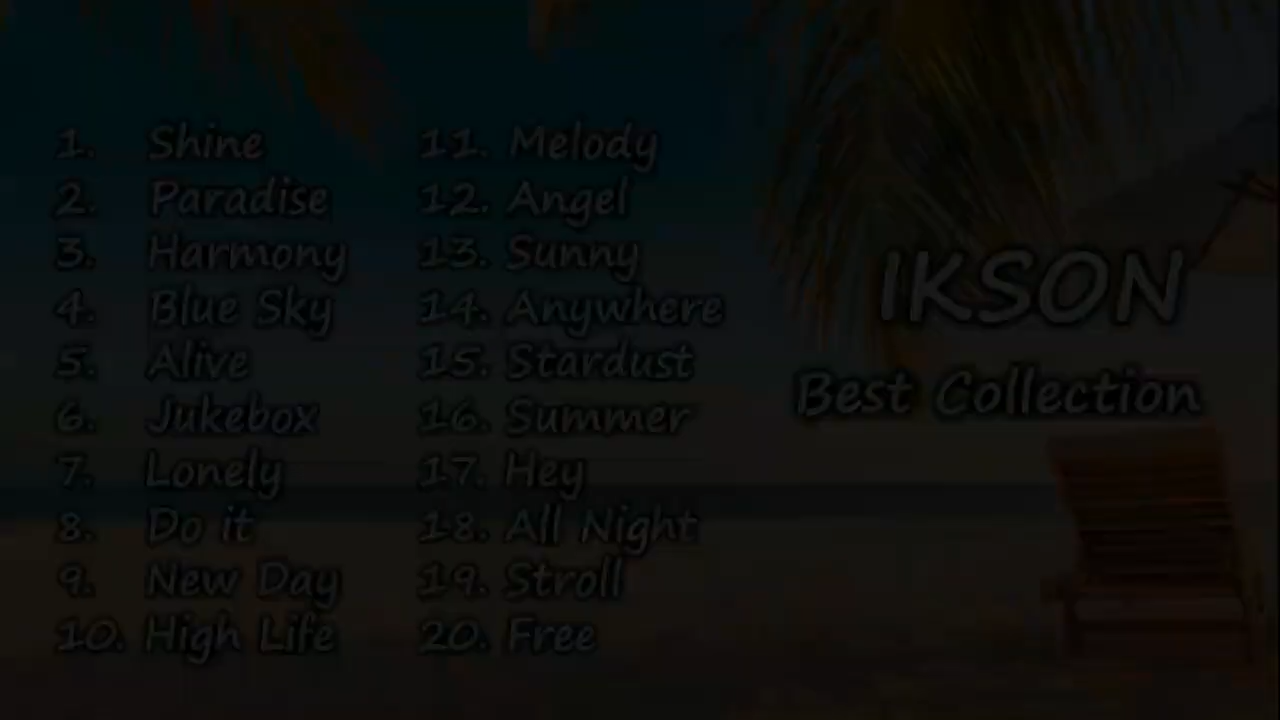 1. Shine
2. Paradise
3. Harmony
4. Blue Sky
5. Alive
6. Jukebox
7. Lonely
8. Do it
9. New Day
10. High Life
11. Melody
12. Angel
13. Sunny
14. Anywhere
15. Stardust
16. Summer
17. Hey
18. All Night
19. Stroll
20. Free
IKSON
Best Collection